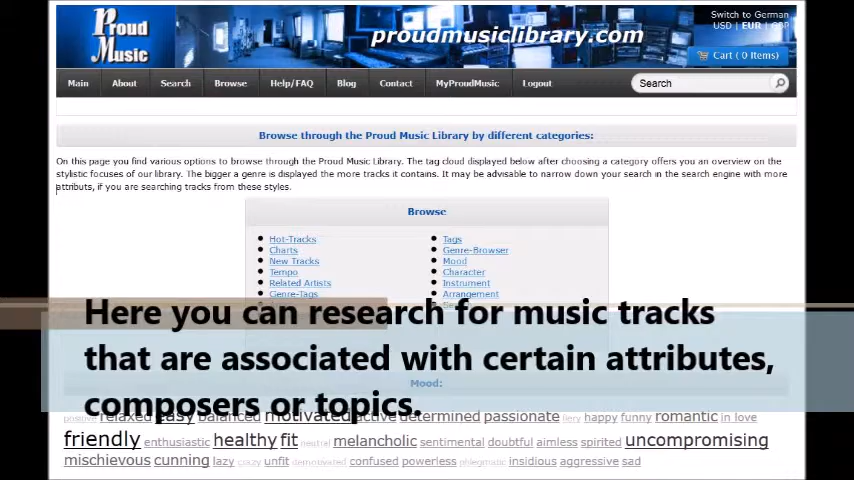 Proud
Music
proudmusiclibrary.com
Switch to German
USD | EUR | GBP
Cart ( 0 Items)
Main About Search Browse Help/FAQ Blog Contact MyProudMusic Logout
Search
Browse through the Proud Music Library by different categories:
On this page you find various options to browse through the Proud Music Library. The tag cloud displayed below after choosing a category offers you an overview on the
stylistic focuses of our library. The bigger a genre is displayed the more tracks it contains. It may be advisable to narrow down your search in the search engine with more
attributes, if you are searching tracks from these styles.
Browse
Hot-Tracks
Charts
New Tracks
Tempo
Related Artists
Genre-Tags
Tags
Genre-Browser
Mood
Character
Instrument
Arrangement
Here you can research for music tracks
that are associated with certain attributes,
composers or topics.
Mood:
positive relaxed easy balanced motivated active determined passionate fiery happy funny romantic in love
friendly enthusiastic healthy fit neutral melancholic sentimental doubtful aimless spirited uncompromising
mischievous cunning lazy crazy unfit demotivated confused powerless phlegmatic insidious aggressive sad